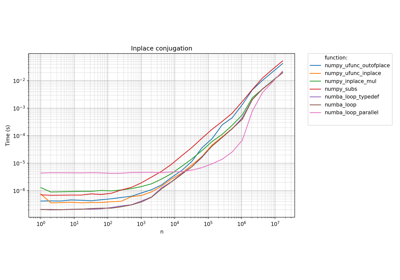 Inplace conjugation
function:
numpy_ufunc_outofplace
numpy_ufunc_inplace
numpy_inplace_mul
numpy_subs
numba_loop_typedef
numba_loop
numba_loop_parallel
Time (s)
10⁻²
10⁻³
10⁻⁴
10⁻⁵
10⁻⁶
10⁰ 10¹ 10² 10³ 10⁴ 10⁵ 10⁶ 10⁷
n